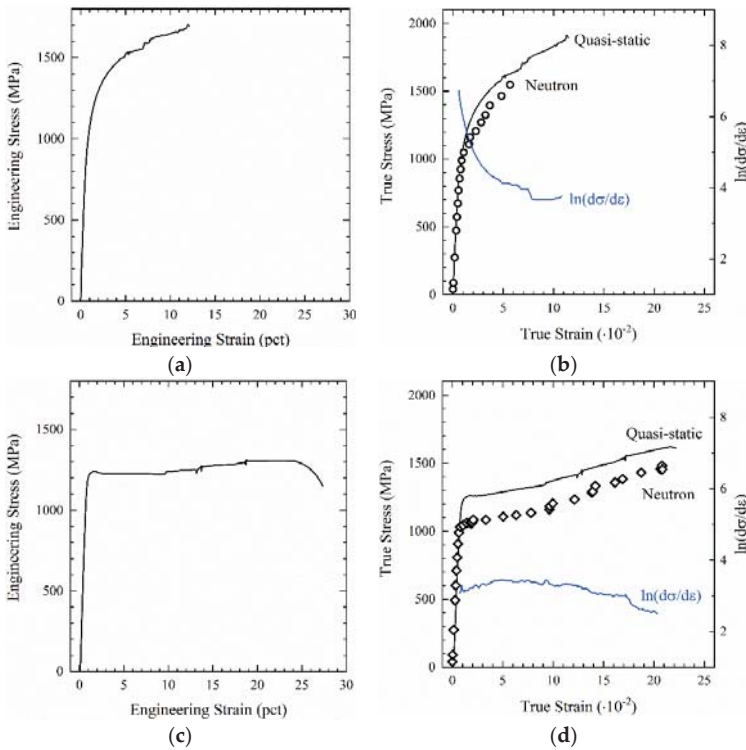 1500
1000
500
0
0 5 10 15 20 25 30
Engineering Stress (MPa)
Engineering Strain (pct)
(a)
2000
1500
1000
500
0
0 5 10 15 20 25
8
6
4
2
True Stress (MPa)
ln(dσ/dε)
Quasi-static
Neutron
ln(dσ/dε)
True Strain (·10-2)
(b)
1500
1000
500
0
0 5 10 15 20 25 30
Engineering Stress (MPa)
Engineering Strain (pct)
(c)
2000
1500
1000
500
0
0 5 10 15 20 25
8
6
4
2
True Stress (MPa)
ln(dσ/dε)
Quasi-static
Neutron
ln(dσ/dε)
True Strain (·10-2)
(d)